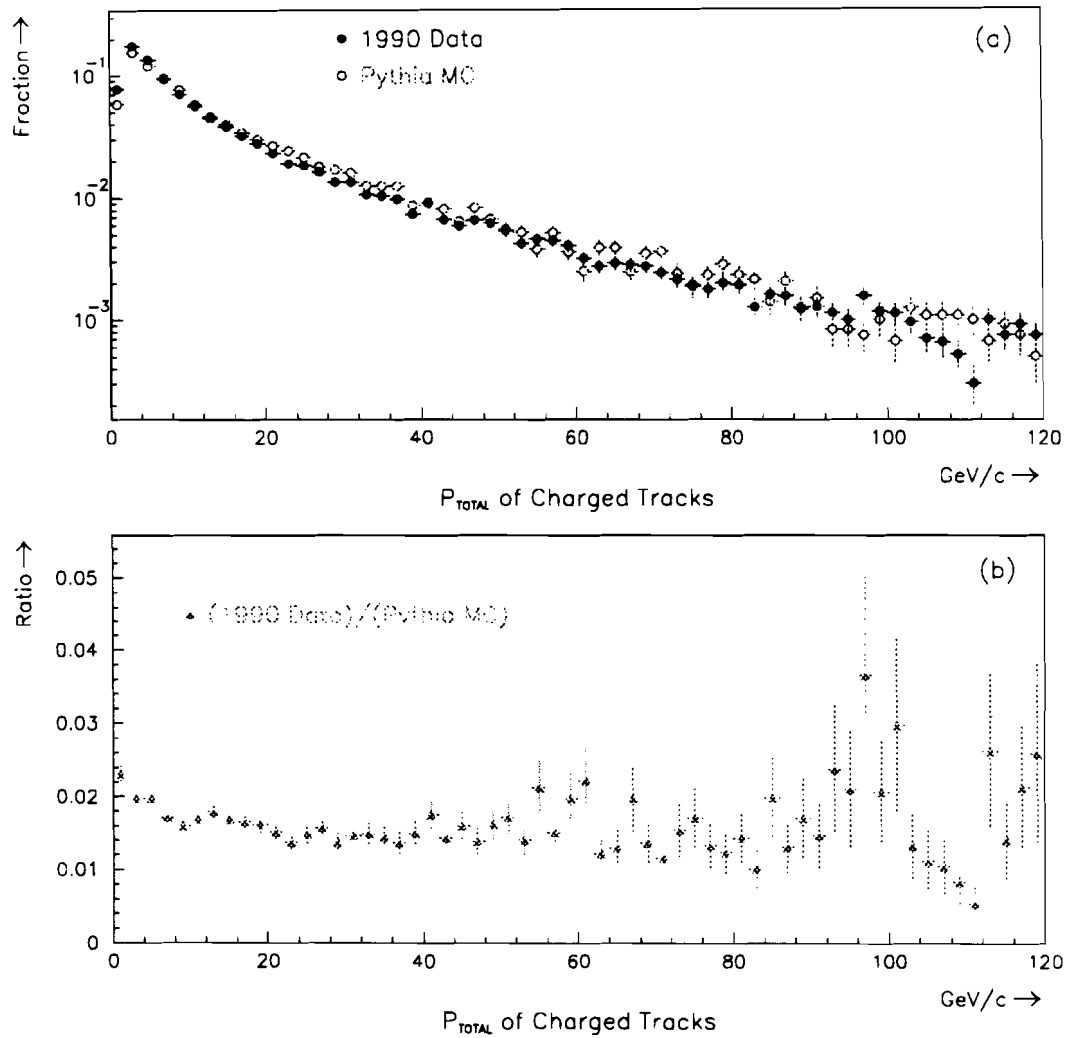 Fraction →
(a)
● 1990 Data
○ Pythia MC
10⁻¹
10⁻²
10⁻³
0 20 40 60 80 100 120
GeV/c →
P_TOTAL of Charged Tracks
Ratio →
(b)
(1990 Data)/(Pythia MC)
0.05
0.04
0.03
0.02
0.01
0
0 20 40 60 80 100 120
GeV/c →
P_TOTAL of Charged Tracks